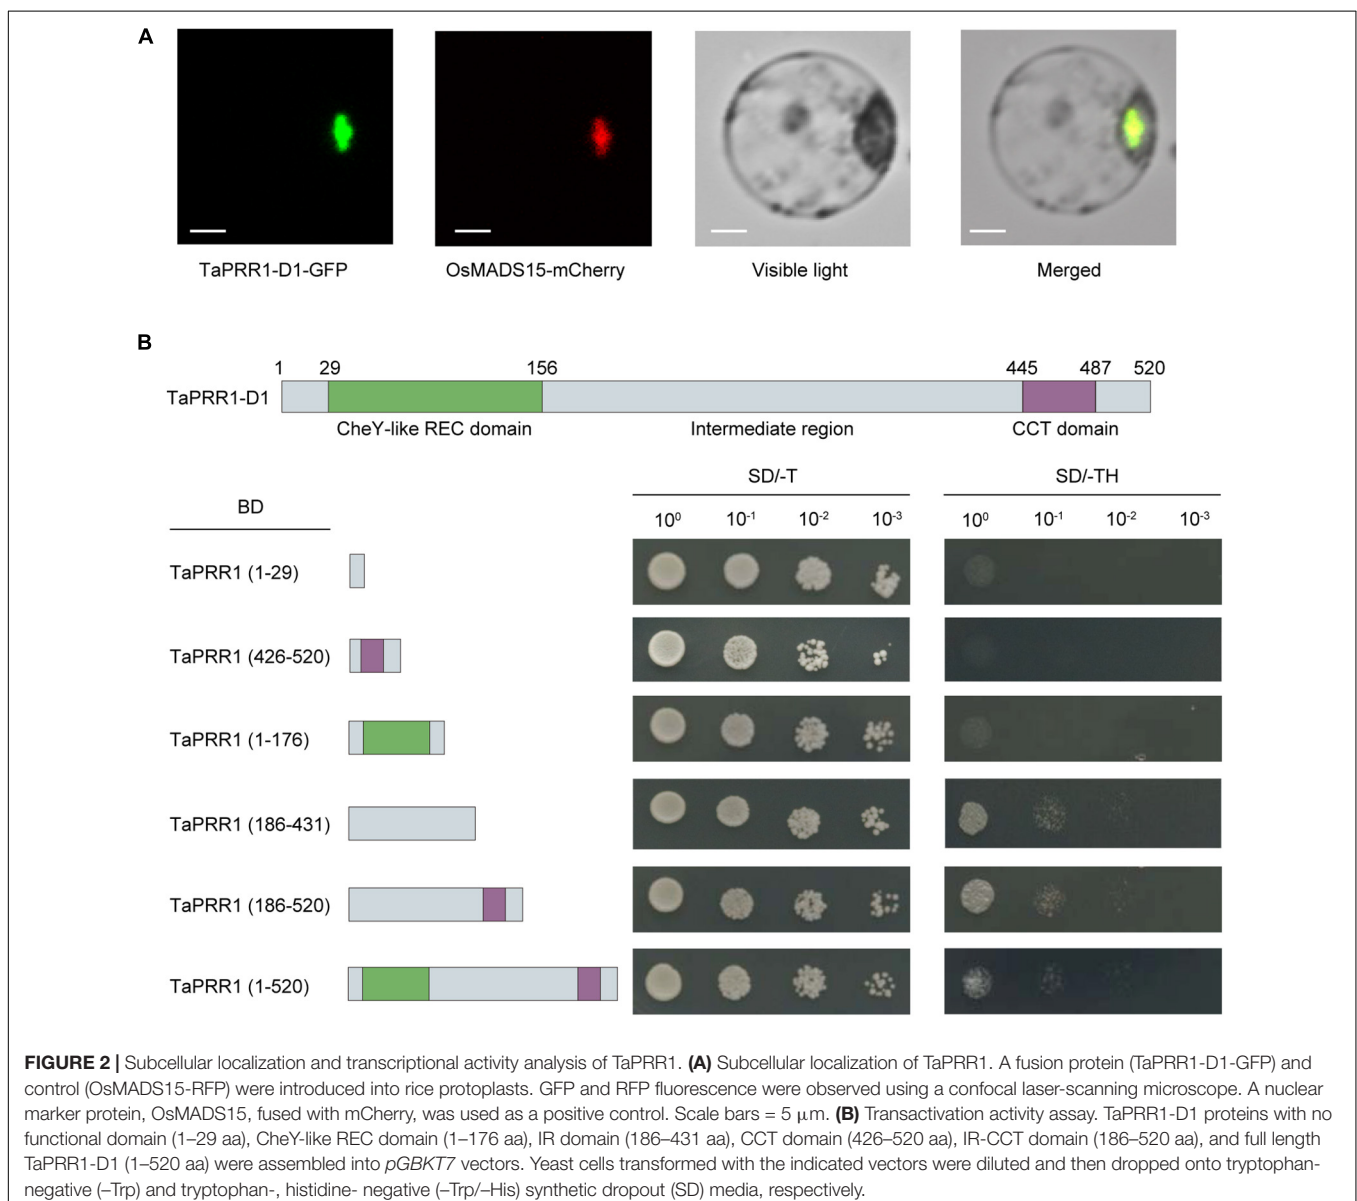 A
TaPRR1-D1-GFP OsMADS15-mCherry Visible light Merged
B
1 29 156 445 487 520
TaPRR1-D1
CheY-like REC domain Intermediate region CCT domain
SD/-T SD/-TH
BD
10⁰ 10⁻¹ 10⁻² 10⁻³ 10⁰ 10⁻¹ 10⁻² 10⁻³
TaPRR1 (1-29)
TaPRR1 (426-520)
TaPRR1 (1-176)
TaPRR1 (186-431)
TaPRR1 (186-520)
TaPRR1 (1-520)
FIGURE 2 | Subcellular localization and transcriptional activity analysis of TaPRR1. (A) Subcellular localization of TaPRR1. A fusion protein (TaPRR1-D1-GFP) and
control (OsMADS15-RFP) were introduced into rice protoplasts. GFP and RFP fluorescence were observed using a confocal laser-scanning microscope. A nuclear
marker protein, OsMADS15, fused with mCherry, was used as a positive control. Scale bars = 5 μm. (B) Transactivation activity assay. TaPRR1-D1 proteins with no
functional domain (1–29 aa), CheY-like REC domain (1–176 aa), IR domain (186–431 aa), CCT domain (426–520 aa), IR-CCT domain (186–520 aa), and full length
TaPRR1-D1 (1–520 aa) were assembled into pGBKT7 vectors. Yeast cells transformed with the indicated vectors were diluted and then dropped onto tryptophan-
negative (–Trp) and tryptophan-, histidine- negative (–Trp/–His) synthetic dropout (SD) media, respectively.